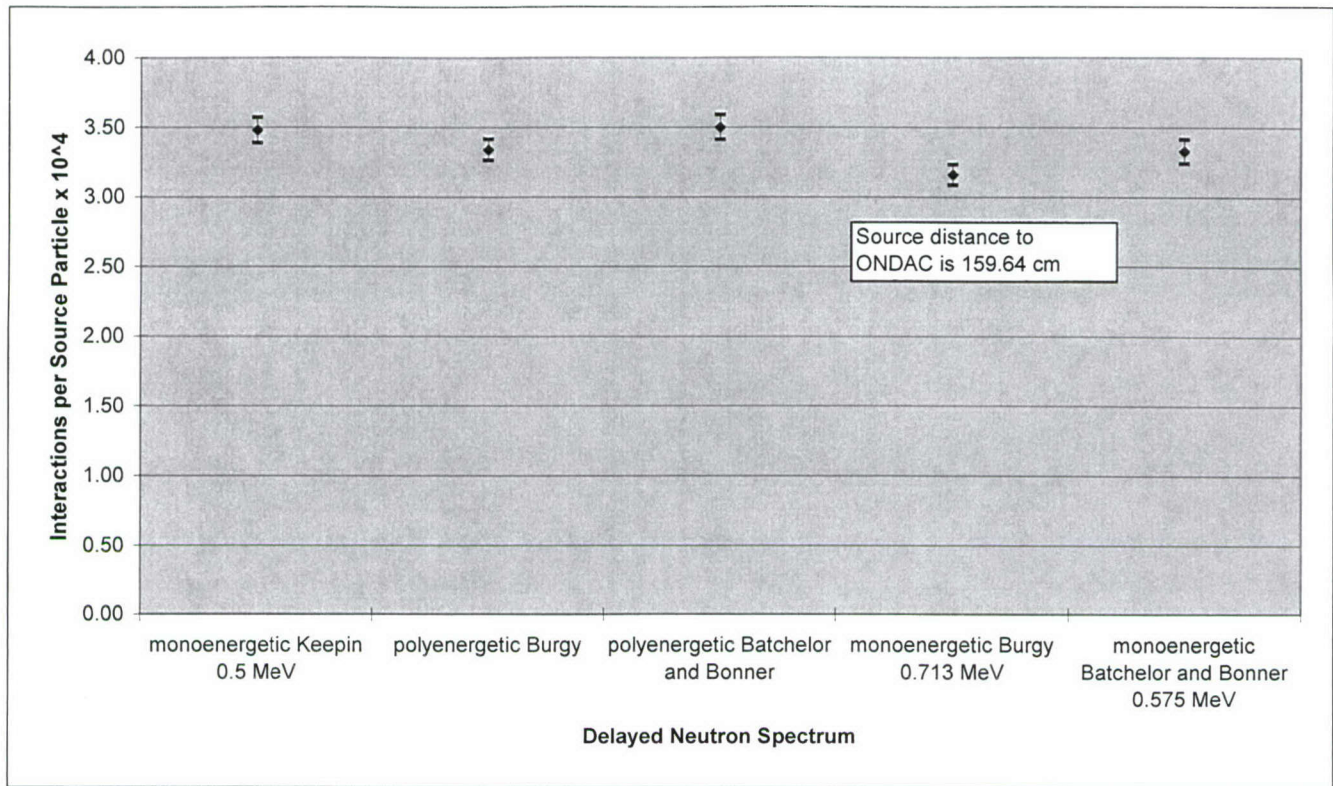 Interactions per Source Particle x 10^4
4.00
3.50
3.00
2.50
2.00
1.50
1.00
0.50
0.00
Source distance to
ONDAC is 159.64 cm
monoenergetic Keepin
0.5 MeV
polyenergetic Burgy
polyenergetic Batchelor
and Bonner
monoenergetic Burgy
0.713 MeV
monoenergetic
Batchelor and Bonner
0.575 MeV
Delayed Neutron Spectrum